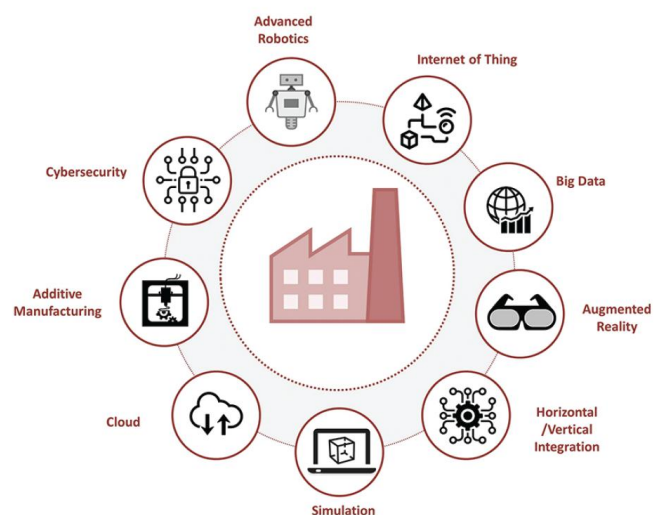 Advanced
Robotics
Internet of Thing
Cybersecurity
Big Data
Additive
Manufacturing
Augmented
Reality
Cloud
Horizontal
/Vertical
Integration
Simulation